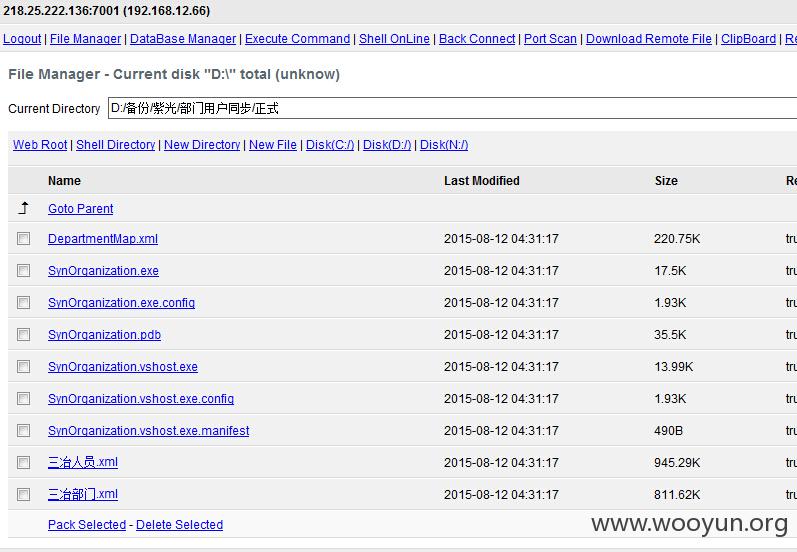 218.25.222.136:7001 (192.168.12.66)
Logout | File Manager | DataBase Manager | Execute Command | Shell OnLine | Back Connect | Port Scan | Download Remote File | ClipBoard | Re
File Manager - Current disk "D:\" total (unknow)
Current Directory D:/备份/紫光/部门用户同步/正式
Web Root | Shell Directory | New Directory | New File | Disk(C:/) | Disk(D:/) | Disk(N:/)
Name Last Modified Size Re
Goto Parent
DepartmentMap.xml 2015-08-12 04:31:17 220.75K tru
SynOrganization.exe 2015-08-12 04:31:17 17.5K tru
SynOrganization.exe.config 2015-08-12 04:31:17 1.93K tru
SynOrganization.pdb 2015-08-12 04:31:17 35.5K tru
SynOrganization.vshost.exe 2015-08-12 04:31:17 13.99K tru
SynOrganization.vshost.exe.config 2015-08-12 04:31:17 1.93K tru
SynOrganization.vshost.exe.manifest 2015-08-12 04:31:17 490B tru
三冶人员.xml 2015-08-12 04:31:17 945.29K tru
三冶部门.xml 2015-08-12 04:31:17 811.62K tru
Pack Selected - Delete Selected
www.wooyun.org